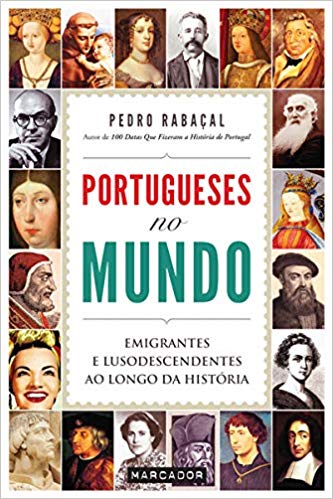 PEDRO RABAÇAL
Autor de 100 Datas Que Fizeram a História de Portugal
PORTUGUESES
no
MUNDO
EMIGRANTES
E LUSODESCENDENTES
AO LONGO DA HISTÓRIA
MARCADOR